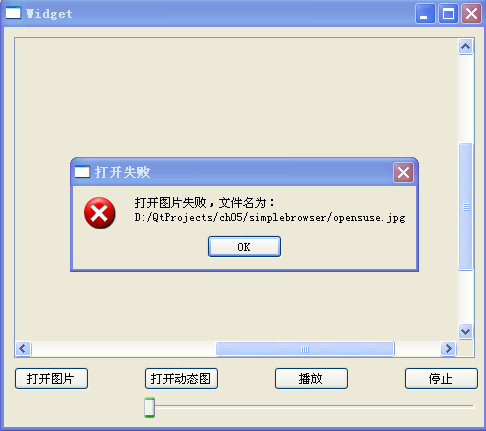 Widget
打开失败
打开图片失败，文件名为：
D:/QtProjects/ch05/simplebrowser/opensuse.jpg
OK
打开图片
打开动态图
播放
停止